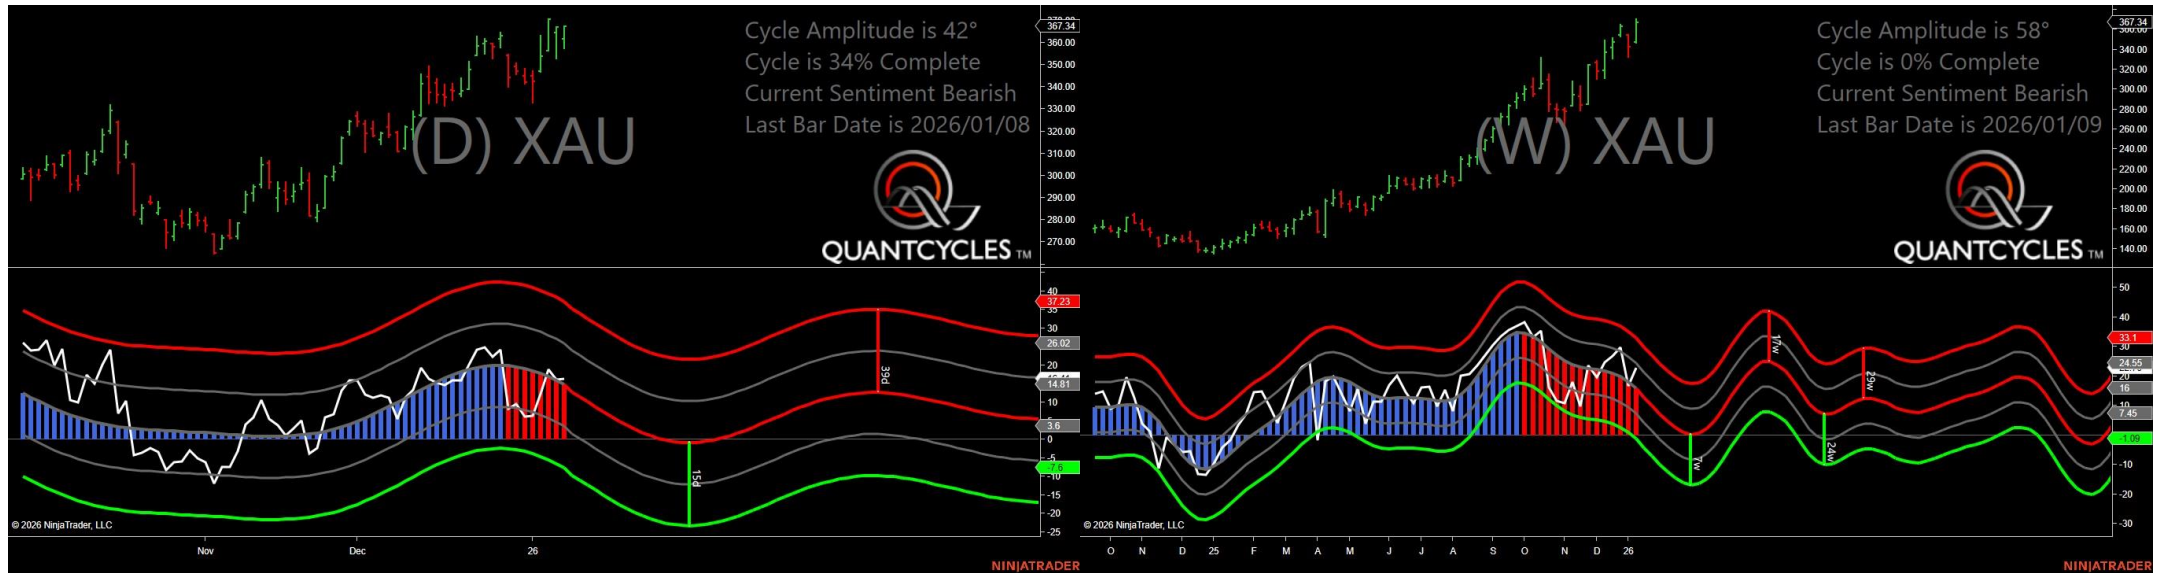 Cycle Amplitude is 42°
Cycle is 34% Complete
Current Sentiment Bearish
Last Bar Date is 2026/01/08
(D) XAU
QUANTCYCLES TM
367.34
360.00
350.00
340.00
330.00
320.00
310.00
300.00
290.00
280.00
270.00
40
37.23
35
30
26.02
20
14.81
10
5
3.6
0
-5
-7.6
-10
-15
-20
-25
39d
15d
© 2026 NinjaTrader, LLC
Nov
Dec
26
NINJATRADER
Cycle Amplitude is 58°
Cycle is 0% Complete
Current Sentiment Bearish
Last Bar Date is 2026/01/09
(W) XAU
QUANTCYCLES TM
367.34
360.00
340.00
320.00
300.00
280.00
260.00
240.00
220.00
200.00
180.00
160.00
140.00
50
40
33.1
30
24.55
20
16
10
7.45
-1.09
-10
-20
-30
17w
29w
7w
24w
© 2026 NinjaTrader, LLC
O N D 25 F M A M J J A S O N D 26
NINJATRADER